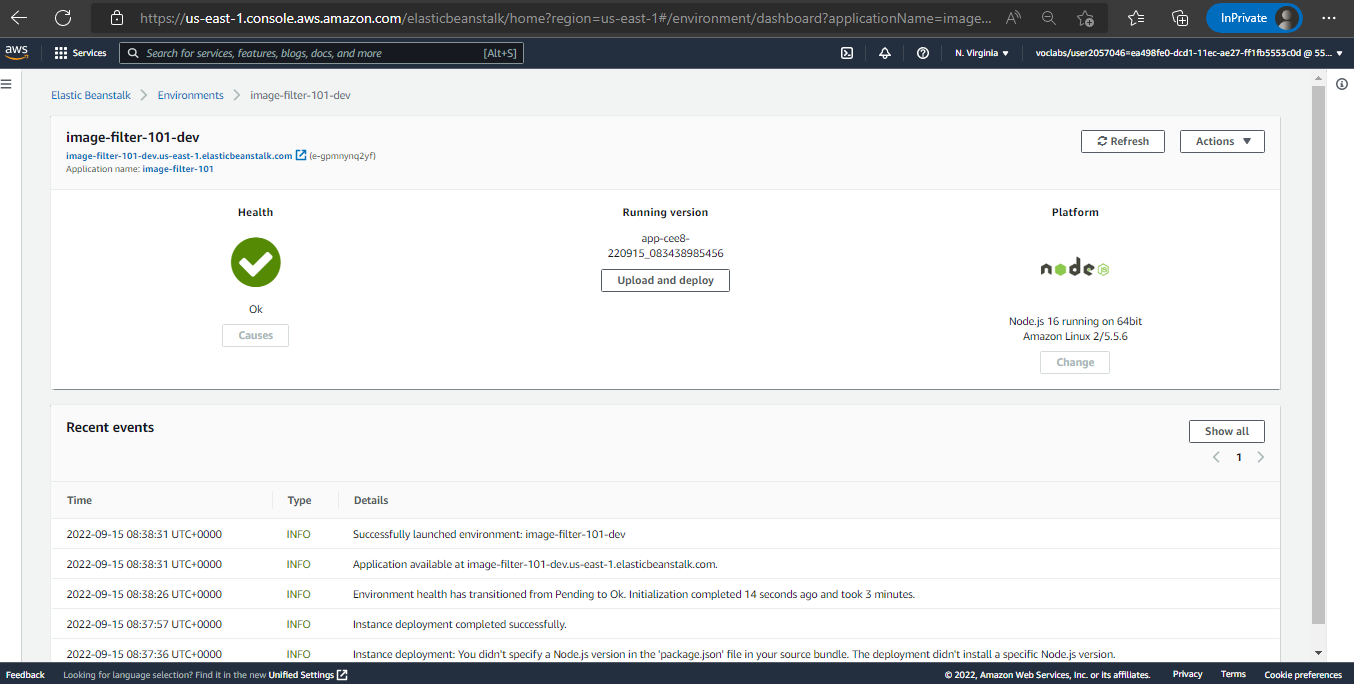 https://us-east-1.console.aws.amazon.com/elasticbeanstalk/home?region=us-east-1#/environment/dashboard?applicationName=image...
InPrivate
aws
Services
Search for services, features, blogs, docs, and more
[Alt+S]
N. Virginia
voclabs/user2057046=ea498fe0-dcd1-11ec-ae27-ff1fb5553c0d @ 55...
Elastic Beanstalk
Environments
image-filter-101-dev
image-filter-101-dev
image-filter-101-dev.us-east-1.elasticbeanstalk.com (e-gpmnynq2yf)
Application name: image-filter-101
Refresh
Actions
Health
Ok
Causes
Running version
app-cee8-
220915_083438985456
Upload and deploy
Platform
node JS
Node.js 16 running on 64bit
Amazon Linux 2/5.5.6
Change
Recent events
Show all
1
Time Type Details
2022-09-15 08:38:31 UTC+0000 INFO Successfully launched environment: image-filter-101-dev
2022-09-15 08:38:31 UTC+0000 INFO Application available at image-filter-101-dev.us-east-1.elasticbeanstalk.com.
2022-09-15 08:38:26 UTC+0000 INFO Environment health has transitioned from Pending to Ok. Initialization completed 14 seconds ago and took 3 minutes.
2022-09-15 08:37:57 UTC+0000 INFO Instance deployment completed successfully.
2022-09-15 08:37:36 UTC+0000 INFO Instance deployment: You didn't specify a Node.js version in the 'package.json' file in your source bundle. The deployment didn't install a specific Node.js version.
Feedback
Looking for language selection? Find it in the new Unified Settings
© 2022, Amazon Web Services, Inc. or its affiliates.
Privacy
Terms
Cookie preferences